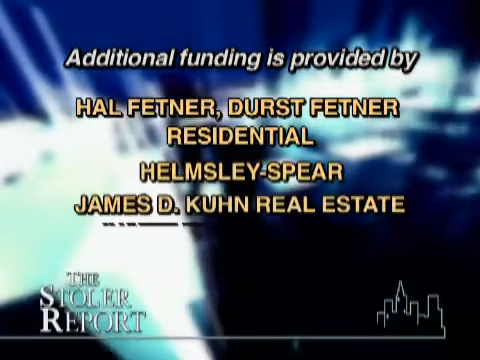 Additional funding is provided by
HAL FETNER, DURST FETNER
RESIDENTIAL
HELMSLEY-SPEAR
JAMES D. KUHN REAL ESTATE
THE
STOLER
REPORT